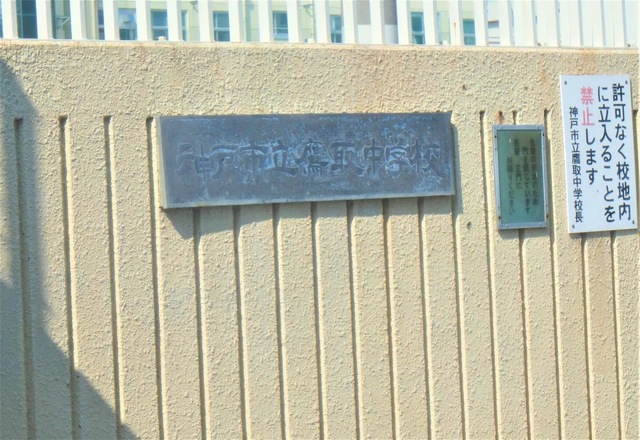 神戸市立鷹取中学校
許可なく校地内
に立入ることを
禁止します
神戸市立鷹取中学校長